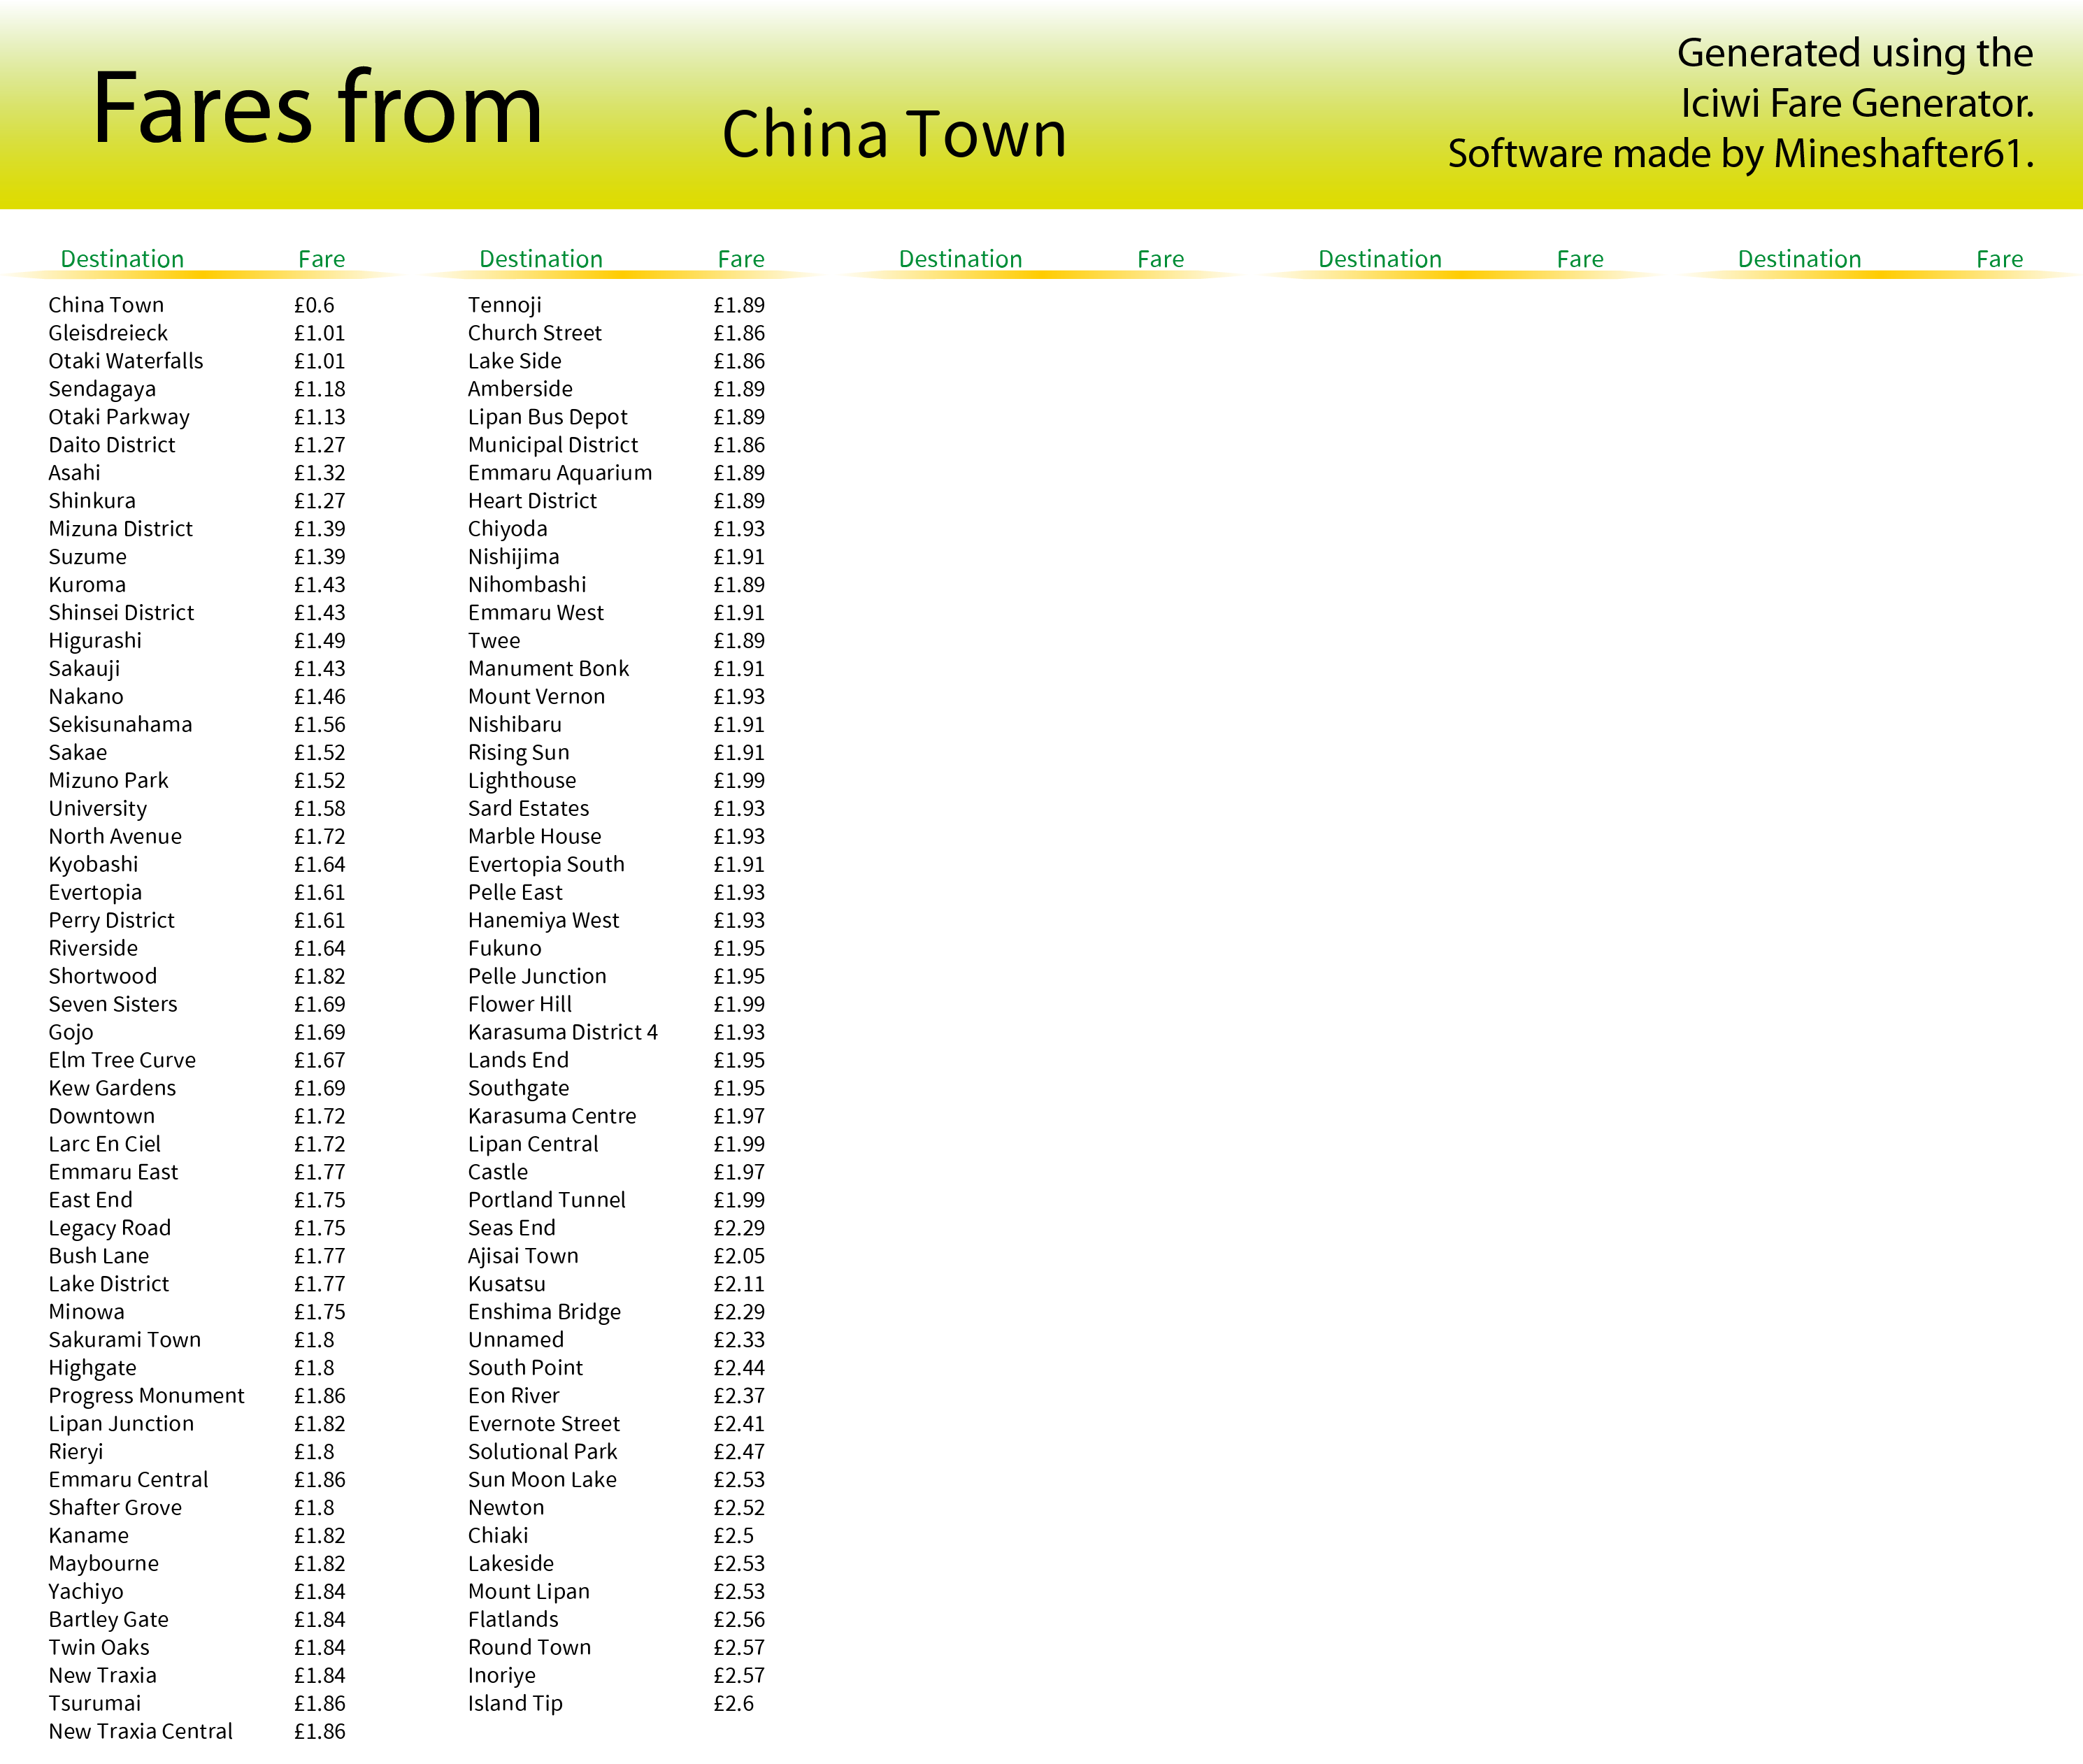 Fares from
China Town
Generated using the
Iciwi Fare Generator.
Software made by Mineshafter61.
Destination Fare
China Town £0.6
Gleisdreieck £1.01
Otaki Waterfalls £1.01
Sendagaya £1.18
Otaki Parkway £1.13
Daito District £1.27
Asahi £1.32
Shinkura £1.27
Mizuna District £1.39
Suzume £1.39
Kuroma £1.43
Shinsei District £1.43
Higurashi £1.49
Sakauji £1.43
Nakano £1.46
Sekisunahama £1.56
Sakae £1.52
Mizuno Park £1.52
University £1.58
North Avenue £1.72
Kyobashi £1.64
Evertopia £1.61
Perry District £1.61
Riverside £1.64
Shortwood £1.82
Seven Sisters £1.69
Gojo £1.69
Elm Tree Curve £1.67
Kew Gardens £1.69
Downtown £1.72
Larc En Ciel £1.72
Emmaru East £1.77
East End £1.75
Legacy Road £1.75
Bush Lane £1.77
Lake District £1.77
Minowa £1.75
Sakurami Town £1.8
Highgate £1.8
Progress Monument £1.86
Lipan Junction £1.82
Rieryi £1.8
Emmaru Central £1.86
Shafter Grove £1.8
Kaname £1.82
Maybourne £1.82
Yachiyo £1.84
Bartley Gate £1.84
Twin Oaks £1.84
New Traxia £1.84
Tsurumai £1.86
New Traxia Central £1.86
Destination Fare
Tennoji £1.89
Church Street £1.86
Lake Side £1.86
Amberside £1.89
Lipan Bus Depot £1.89
Municipal District £1.86
Emmaru Aquarium £1.89
Heart District £1.89
Chiyoda £1.93
Nishijima £1.91
Nihombashi £1.89
Emmaru West £1.91
Twee £1.89
Manument Bonk £1.91
Mount Vernon £1.93
Nishibaru £1.91
Rising Sun £1.91
Lighthouse £1.99
Sard Estates £1.93
Marble House £1.93
Evertopia South £1.91
Pelle East £1.93
Hanemiya West £1.93
Fukuno £1.95
Pelle Junction £1.95
Flower Hill £1.99
Karasuma District 4 £1.93
Lands End £1.95
Southgate £1.95
Karasuma Centre £1.97
Lipan Central £1.99
Castle £1.97
Portland Tunnel £1.99
Seas End £2.29
Ajisai Town £2.05
Kusatsu £2.11
Enshima Bridge £2.29
Unnamed £2.33
South Point £2.44
Eon River £2.37
Evernote Street £2.41
Solutional Park £2.47
Sun Moon Lake £2.53
Newton £2.52
Chiaki £2.5
Lakeside £2.53
Mount Lipan £2.53
Flatlands £2.56
Round Town £2.57
Inoriye £2.57
Island Tip £2.6
Destination Fare
Destination Fare
Destination Fare